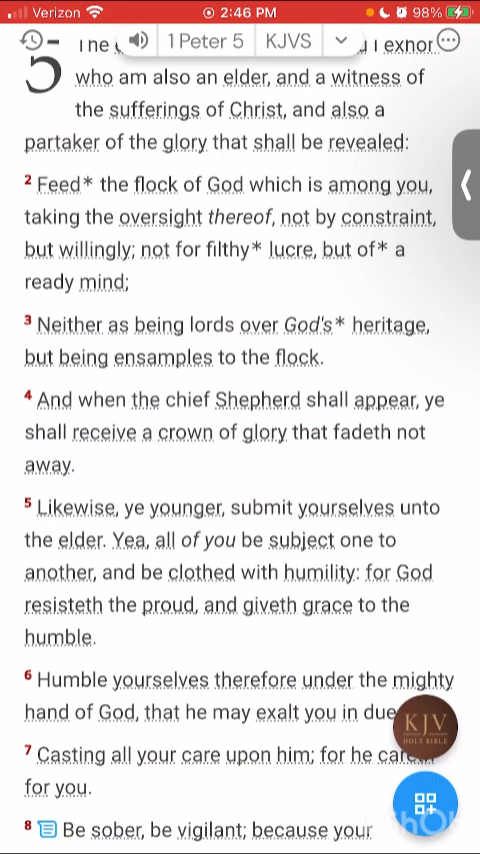 Verizon 2:46 PM 98%
1 Peter 5 KJVS
5 The I exhor
who am also an elder, and a witness of
the sufferings of Christ, and also a
partaker of the glory that shall be revealed:
2 Feed* the flock of God which is among you,
taking the oversight thereof, not by constraint,
but willingly; not for filthy* lucre, but of* a
ready mind;
3 Neither as being lords over God's* heritage,
but being ensamples to the flock.
4 And when the chief Shepherd shall appear, ye
shall receive a crown of glory that fadeth not
away.
5 Likewise, ye younger, submit yourselves unto
the elder. Yea, all of you be subject one to
another, and be clothed with humility: for God
resisteth the proud, and giveth grace to the
humble.
6 Humble yourselves therefore under the mighty
hand of God, that he may exalt you in due
KJV
HOLY BIBLE
7 Casting all your care upon him; for he care
for you.
8 Be sober, be vigilant; because your